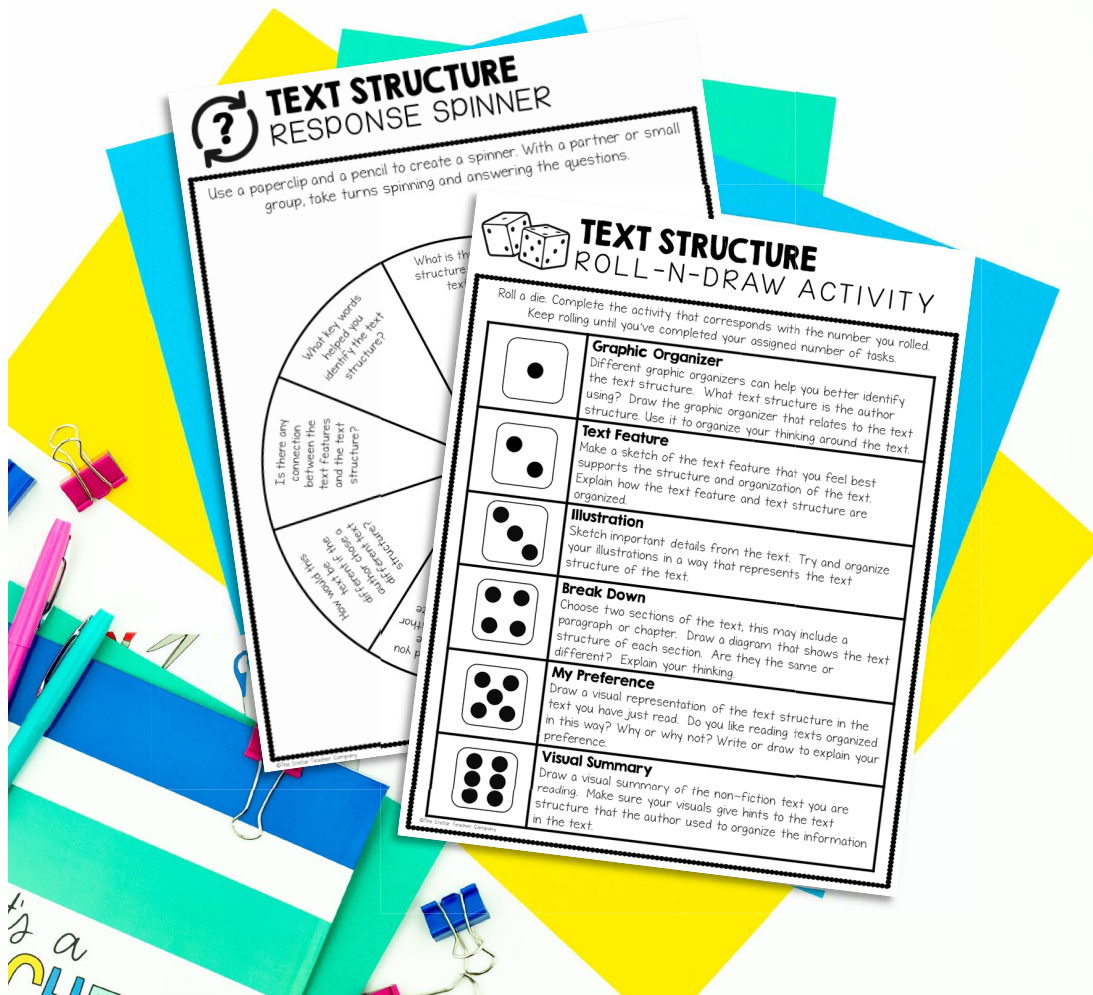 TEXT STRUCTURE
RESPONSE SPINNER
Use a paperclip and a pencil to create a spinner. With a partner or small
group, take turns spinning and answering the questions.
What is
structure
What key words
helped you
identify the text
structure?
Is there any
connection
between the
text features
and the text
structure?
How would this
text be
different if the
author chose a
different text
structure?
you
©The Stellar Teacher Company
TEXT STRUCTURE
ROLL-N-DRAW ACTIVITY
Roll a die. Complete the activity that corresponds with the number you rolled.
Keep rolling until you've completed your assigned number of tasks.
Graphic Organizer
Different graphic organizers can help you better identify
the text structure. What text structure is the author
using? Draw the graphic organizer that relates to the text
structure. Use it to organize your thinking around the text.
Text Feature
Make a sketch of the text feature that you feel best
supports the structure and organization of the text.
Explain how the text feature and text structure are
organized.
Illustration
Sketch important details from the text. Try and organize
your illustrations in a way that represents the text
structure of the text.
Break Down
Choose two sections of the text, this may include a
paragraph or chapter. Draw a diagram that shows the text
structure of each section. Are they the same or
different? Explain your thinking.
My Preference
Draw a visual representation of the text structure in the
text you have just read. Do you like reading texts organized
in this way? Why or why not? Write or draw to explain your
preference.
Visual Summary
Draw a visual summary of the non-fiction text you are
reading. Make sure your visuals give hints to the text
structure that the author used to organize the information
in the text.
©The Stellar Teacher Company
a